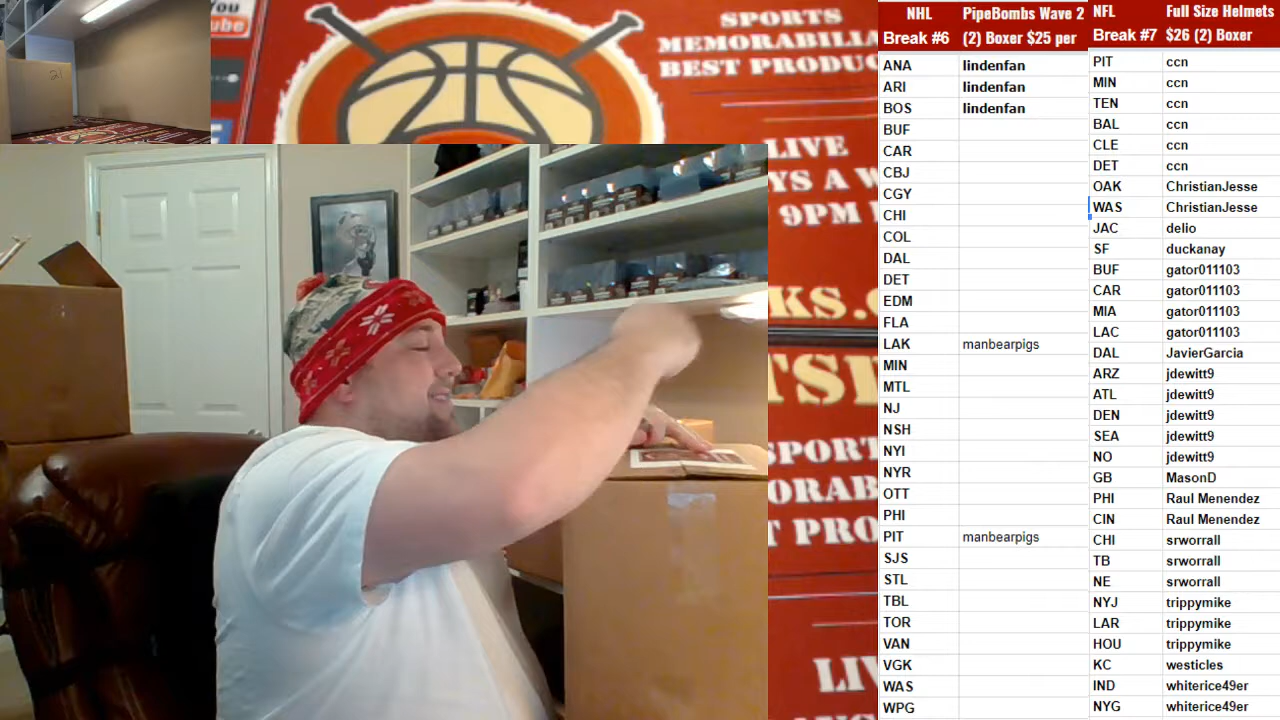 You
Tube
SPORTS
MEMORABILIA
BEST PRODUC
LIVE
YS A W
9PM
KS.C
TSE
SPORT
ORAB
T PRO
LIV
NHL PipeBombs Wave 2
Break #6 (2) Boxer $25 per
ANA lindenfan
ARI lindenfan
BOS lindenfan
BUF
CAR
CBJ
CGY
CHI
COL
DAL
DET
EDM
FLA
LAK manbearpigs
MIN
MTL
NJ
NSH
NYI
NYR
OTT
PHI
PIT manbearpigs
SJS
STL
TBL
TOR
VAN
VGK
WAS
WPG
NFL Full Size Helmets
Break #7 $26 (2) Boxer
PIT ccn
MIN ccn
TEN ccn
BAL ccn
CLE ccn
DET ccn
OAK ChristianJesse
WAS ChristianJesse
JAC delio
SF duckanay
BUF gator011103
CAR gator011103
MIA gator011103
LAC gator011103
DAL JavierGarcia
ARZ jdewitt9
ATL jdewitt9
DEN jdewitt9
SEA jdewitt9
NO jdewitt9
GB MasonD
PHI Raul Menendez
CIN Raul Menendez
CHI srworrall
TB srworrall
NE srworrall
NYJ trippymike
LAR trippymike
HOU trippymike
KC westicles
IND whiterice49er
NYG whiterice49er